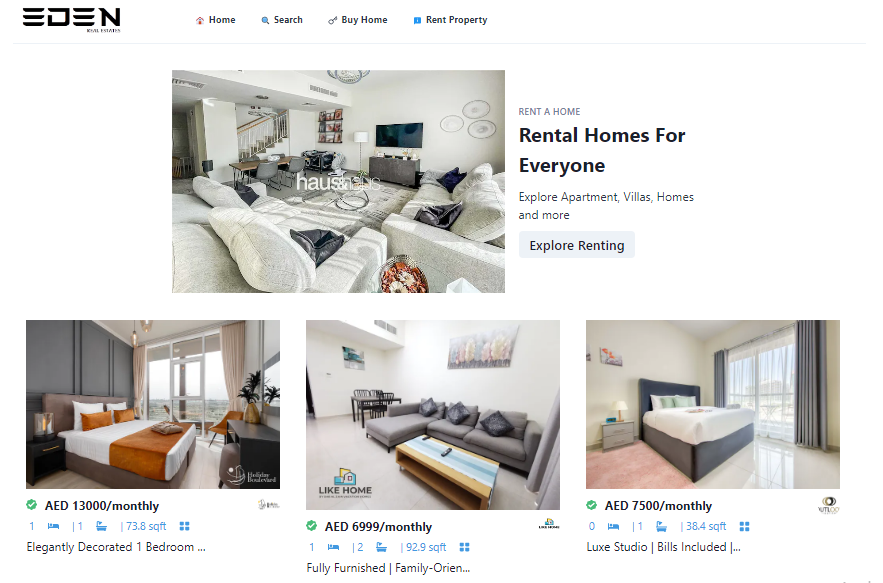 EDEN
REAL ESTATES
Home
Search
Buy Home
Rent Property
haus&haus
RENT A HOME
Rental Homes For
Everyone
Explore Apartment, Villas, Homes
and more
Explore Renting
Holiday
Boulevard
LIKE HOME
AED 13000/monthly
1 | 1 | 73.8 sqft
Elegantly Decorated 1 Bedroom ...
AED 6999/monthly
LIKE HOME
1 | 2 | 92.9 sqft
Fully Furnished | Family-Orien...
AED 7500/monthly
0 | 1 | 38.4 sqft
Luxe Studio | Bills Included |...